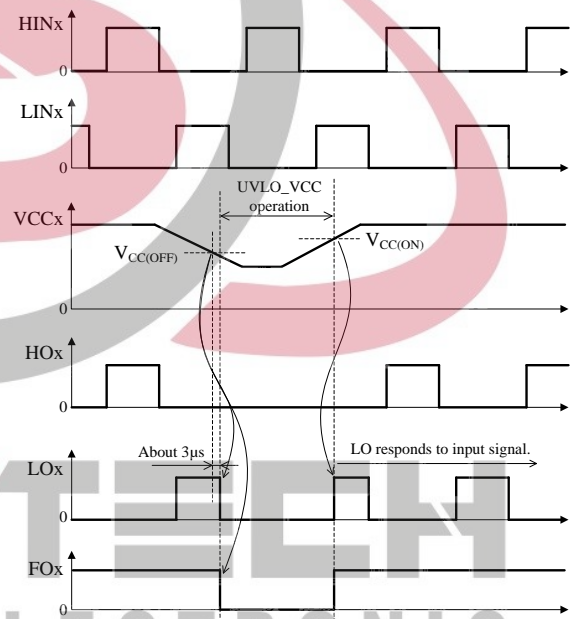 HINx
0
LINx
0
UVLO_VCC
operation
VCCx
VCC(OFF)
VCC(ON)
0
HOx
0
About 3µs
LO responds to input signal.
LOx
0
FOx
0
TECH